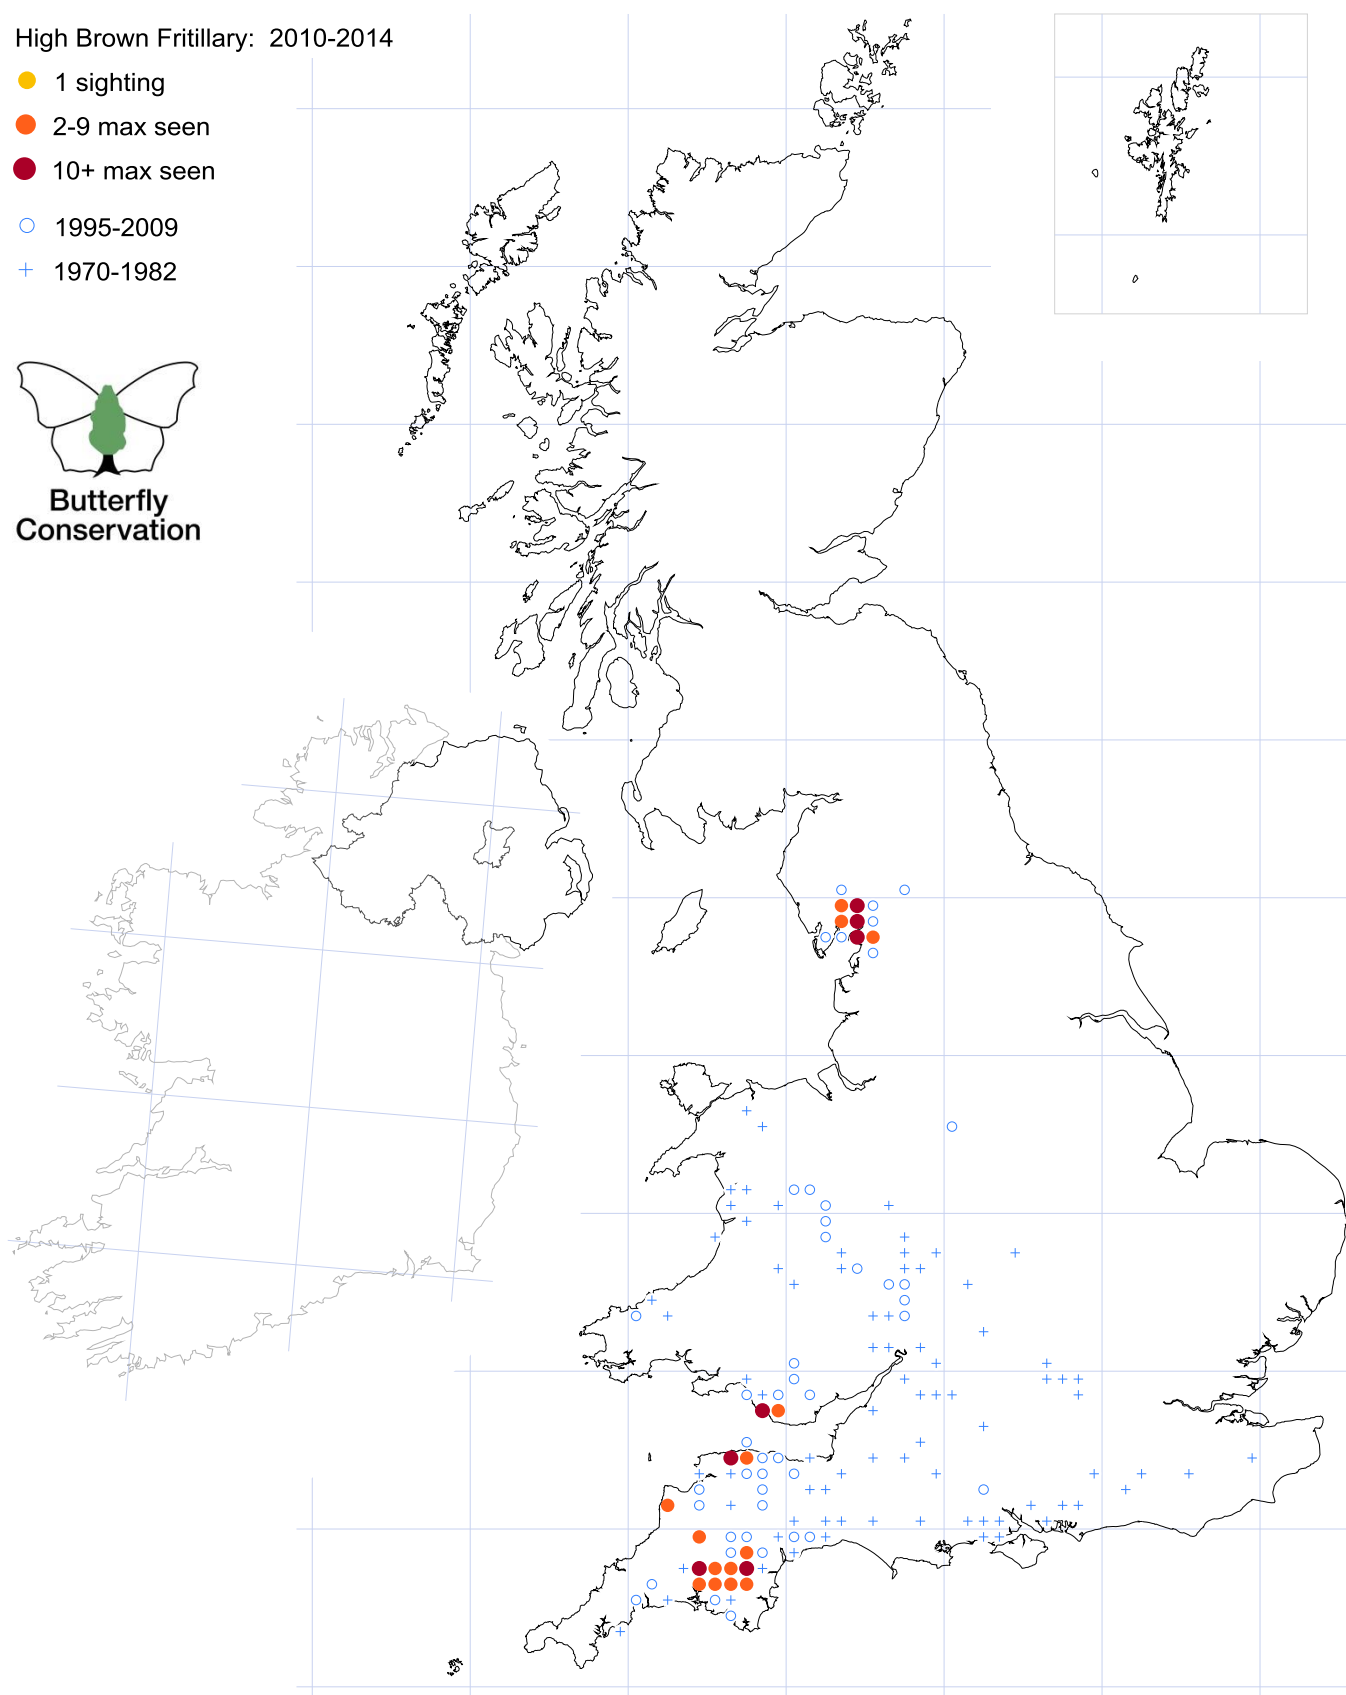 High Brown Fritillary: 2010-2014
1 sighting
2-9 max seen
10+ max seen
1995-2009
1970-1982
Butterfly
Conservation